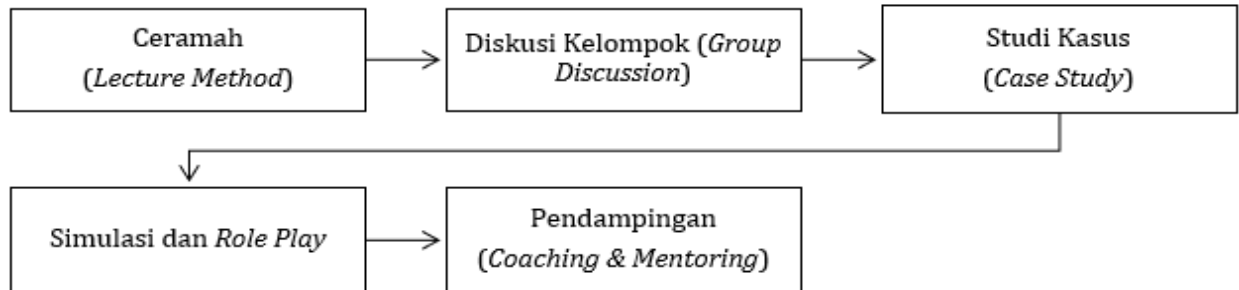 Ceramah
(Lecture Method)
Diskusi Kelompok (Group
Discussion)
Studi Kasus
(Case Study)
Simulasi dan Role Play
Pendampingan
(Coaching & Mentoring)